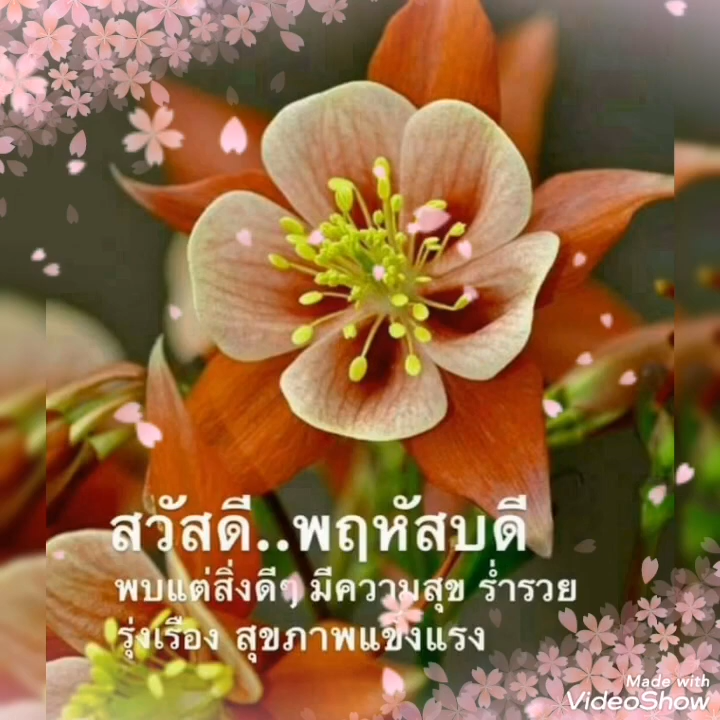 สวัสดี..พฤหัสบดี
พบแต่สิ่งดีๆ มีความสุข ร่ำรวย
รุ่งเรือง สุขภาพแข็งแรง
Made with
VideoShow